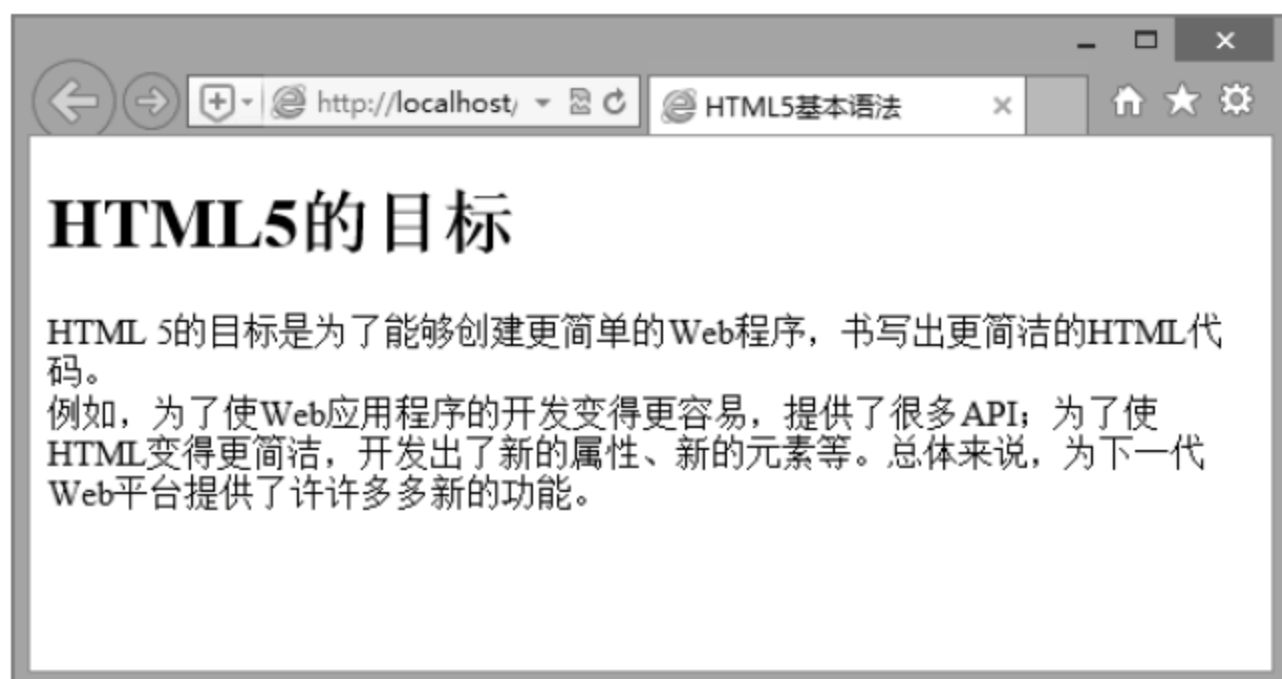 http://localhost/
HTML5基本语法
HTML5的目标
HTML 5的目标是为了能够创建更简单的Web程序，书写出更简洁的HTML代
码。
例如，为了使Web应用程序的开发变得更容易，提供了很多API；为了使
HTML变得更简洁，开发出了新的属性、新的元素等。总体来说，为下一代
Web平台提供了许许多多新的功能。